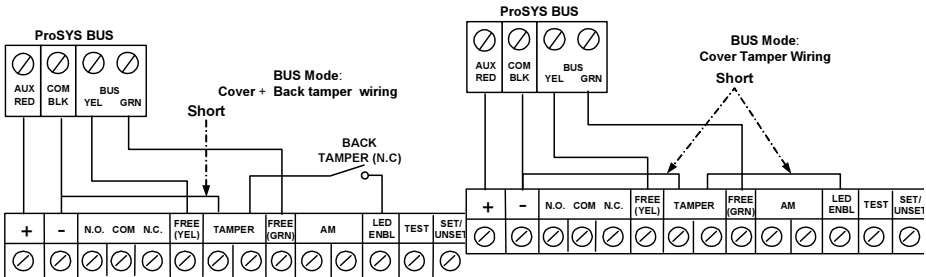 ProSYS BUS
AUX RED
COM BLK
BUS
YEL GRN
BUS Mode:
Cover + Back tamper wiring
Short
BACK
TAMPER (N.C)
+ - N.O. COM N.C. FREE (YEL) TAMPER FREE (GRN) AM LED ENBL TEST SET/ UNSET
ProSYS BUS
AUX RED
COM BLK
BUS
YEL GRN
BUS Mode:
Cover Tamper Wiring
Short
+ - N.O. COM N.C. FREE (YEL) TAMPER FREE (GRN) AM LED ENBL TEST SET/ UNSET